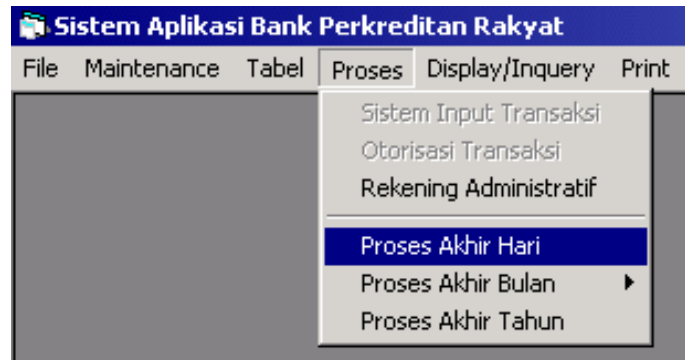 Sistem Aplikasi Bank Perkreditan Rakyat
File Maintenance Tabel Proses Display/Inquery Print
Sistem Input Transaksi
Otorisasi Transaksi
Rekening Administratif
Proses Akhir Hari
Proses Akhir Bulan
Proses Akhir Tahun